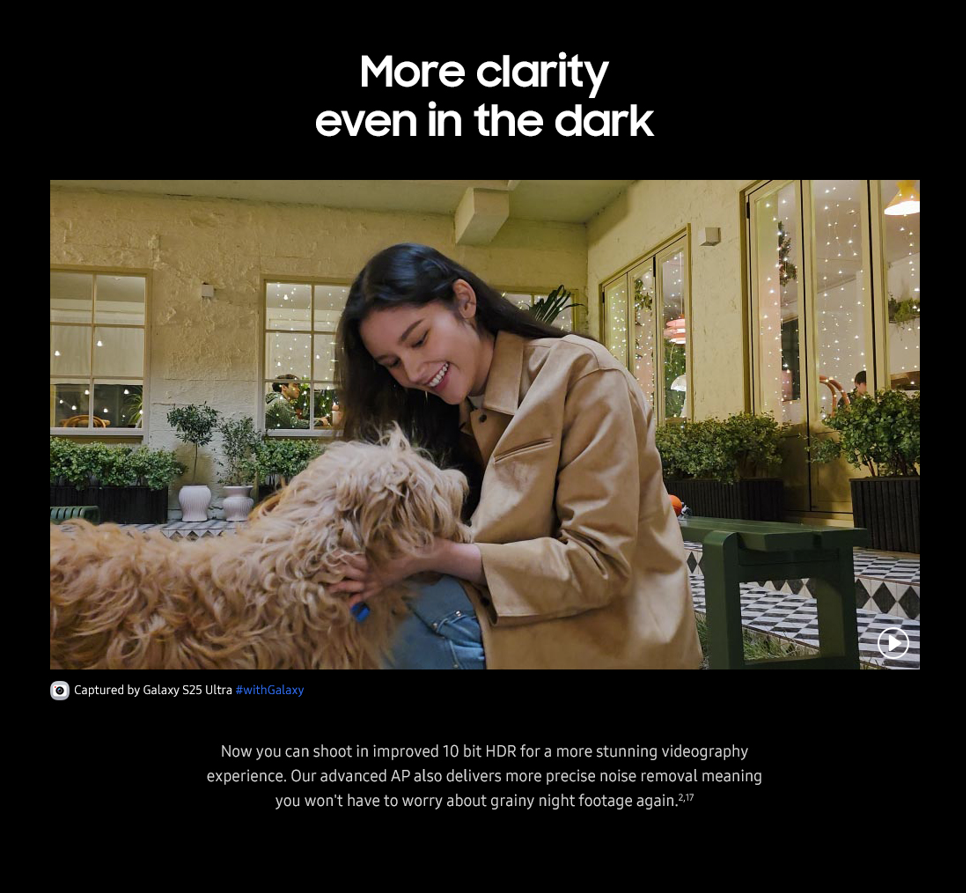 More clarity
even in the dark
Captured by Galaxy S25 Ultra #withGalaxy
Now you can shoot in improved 10 bit HDR for a more stunning videography
experience. Our advanced AP also delivers more precise noise removal meaning
you won't have to worry about grainy night footage again.2,17